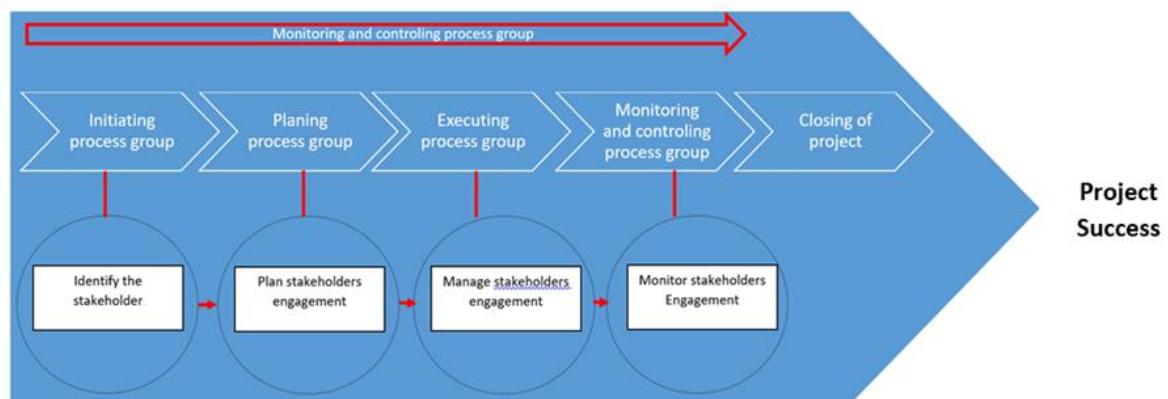 Monitoring and controling process group
Initiating
process group
Planing
process group
Executing
process group
Monitoring
and controling
process group
Closing of
project
Project
Success
Identify the
stakeholder
Plan stakeholders
engagement
Manage stakeholders
engagement
Monitor stakeholders
Engagement